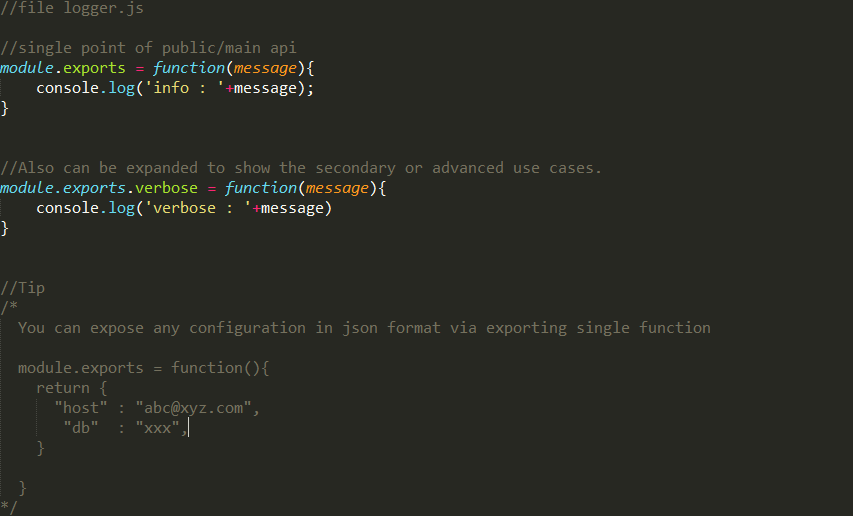 //file logger.js
//single point of public/main api
module.exports = function(message){
    console.log('info : '+message);
}
//Also can be expanded to show the secondary or advanced use cases.
module.exports.verbose = function(message){
    console.log('verbose : '+message)
}
//Tip
/*
  You can expose any configuration in json format via exporting single function
  module.exports = function(){
    return {
      "host" : "abc@xyz.com",
       "db"  : "xxx",
    }
  }
*/